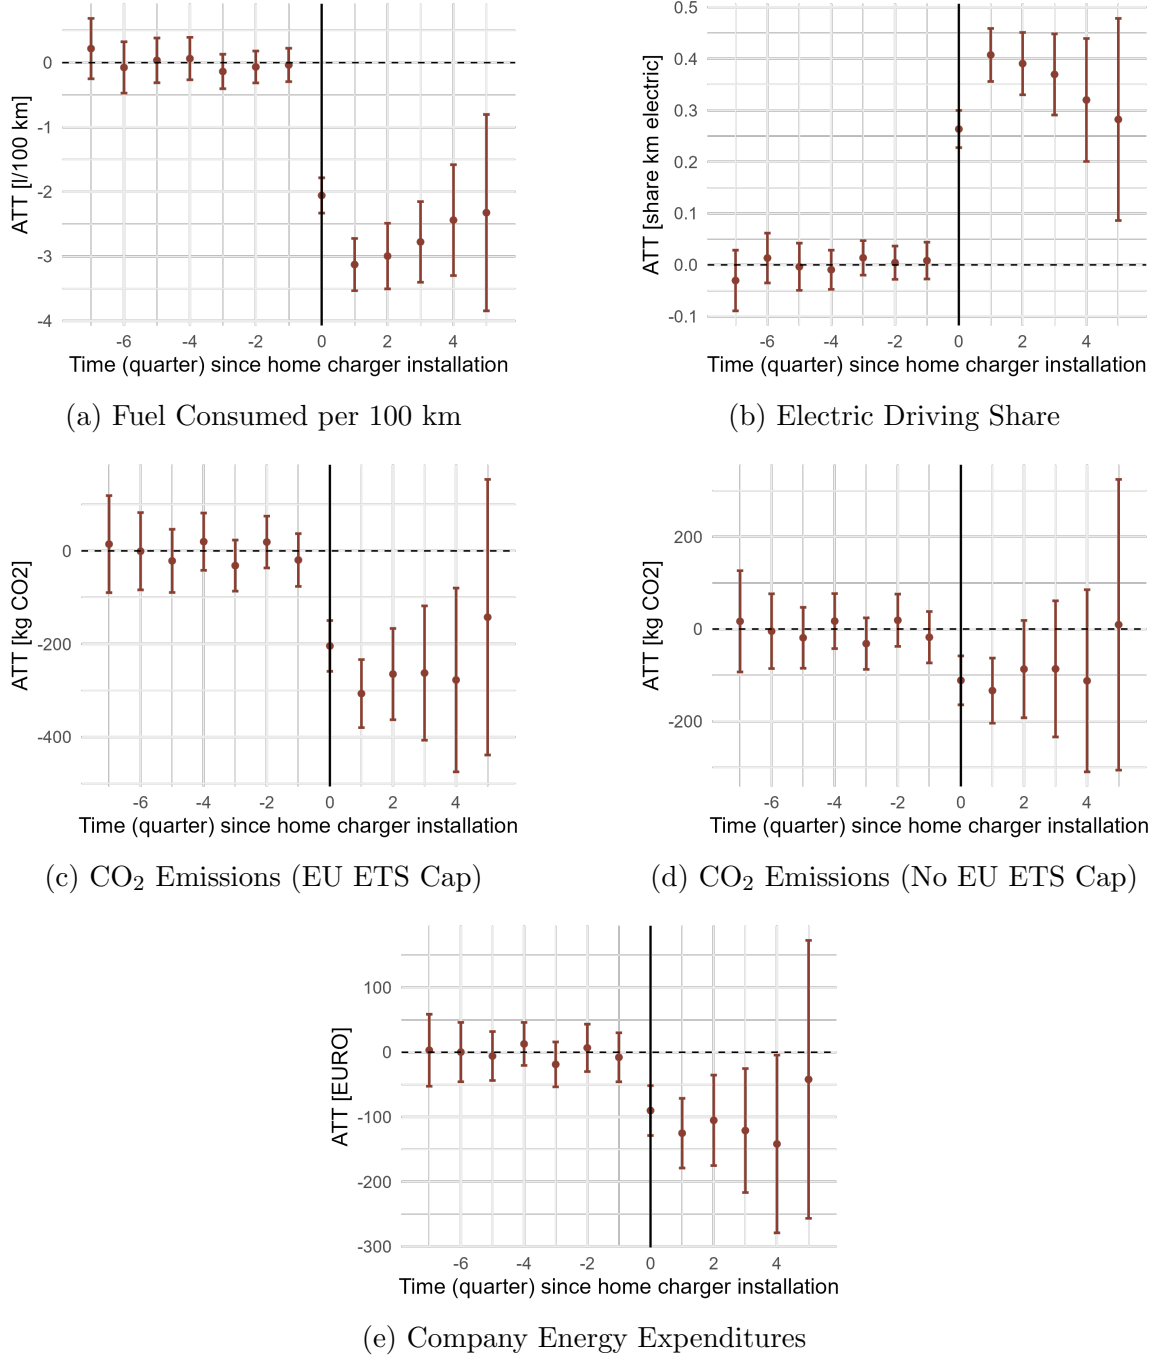 0
-1
-2
-3
-4
ATT [l/100 km]
-6 -4 -2 0 2 4
Time (quarter) since home charger installation
(a) Fuel Consumed per 100 km
0.5
0.4
0.3
0.2
0.1
0.0
-0.1
ATT [share km electric]
-6 -4 -2 0 2 4
Time (quarter) since home charger installation
(b) Electric Driving Share
0
-200
-400
ATT [kg CO2]
-6 -4 -2 0 2 4
Time (quarter) since home charger installation
(c) CO₂ Emissions (EU ETS Cap)
200
0
-200
ATT [kg CO2]
-6 -4 -2 0 2 4
Time (quarter) since home charger installation
(d) CO₂ Emissions (No EU ETS Cap)
100
0
-100
-200
-300
ATT [EURO]
-6 -4 -2 0 2 4
Time (quarter) since home charger installation
(e) Company Energy Expenditures